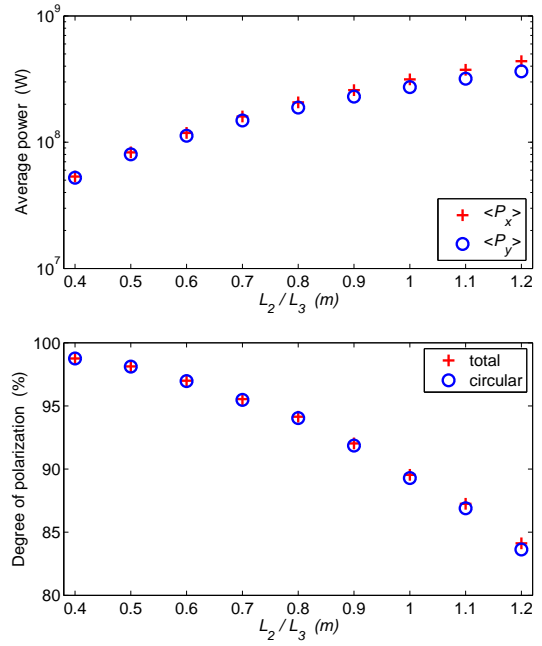 10^9
10^8
10^7
Average power (W)
<P_x>
<P_y>
0.4 0.5 0.6 0.7 0.8 0.9 1 1.1 1.2
L_2 / L_3 (m)
100
95
90
85
80
Degree of polarization (%)
total
circular
0.4 0.5 0.6 0.7 0.8 0.9 1 1.1 1.2
L_2 / L_3 (m)